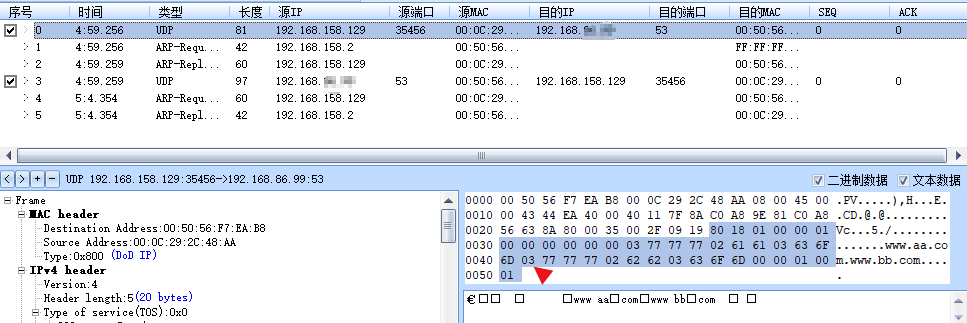 序号 时间 类型 长度 源IP 源端口 源MAC 目的IP 目的端口 目的MAC SEQ ACK
0 4:59.256 UDP 81 192.168.158.129 35456 00:0C:29... 192.168. 53 00:50:56... 0 0
1 4:59.256 ARP-Requ... 42 192.168.158.2 00:50:56... FF:FF:FF...
2 4:59.259 ARP-Repl... 60 192.168.158.129 00:0C:29... 00:50:56...
3 4:59.259 UDP 97 192.168. 53 00:50:56... 192.168.158.129 35456 00:0C:29... 0 0
4 5:4.354 ARP-Requ... 60 192.168.158.129 00:0C:29... 00:50:56...
5 5:4.354 ARP-Repl... 42 192.168.158.2 00:50:56... 00:0C:29...
< > + - UDP 192.168.158.129:35456->192.168.86.99:53 二进制数据 文本数据
Frame
MAC header
Destination Address:00:50:56:F7:EA:B8
Source Address:00:0C:29:2C:48:AA
Type:0x800 (DoD IP)
IPv4 header
Version:4
Header length:5(20 bytes)
Type of service(TOS):0x0
0000 00 50 56 F7 EA B8 00 0C 29 2C 48 AA 08 00 45 00 .PV.....),H...E.
0010 00 43 44 EA 40 00 40 11 7F 8A C0 A8 9E 81 C0 A8 .CD.@.@.........
0020 56 63 8A 80 00 35 00 2F 09 19 80 18 01 00 00 01 Vc...5./........
0030 00 00 00 00 00 00 03 77 77 77 02 61 61 03 63 6F .......www.aa.co
0040 6D 03 77 77 77 02 62 62 03 63 6F 6D 00 00 01 00 m.www.bb.com....
0050 01 .
€□□ □ □www aa□com□www bb□com □ □